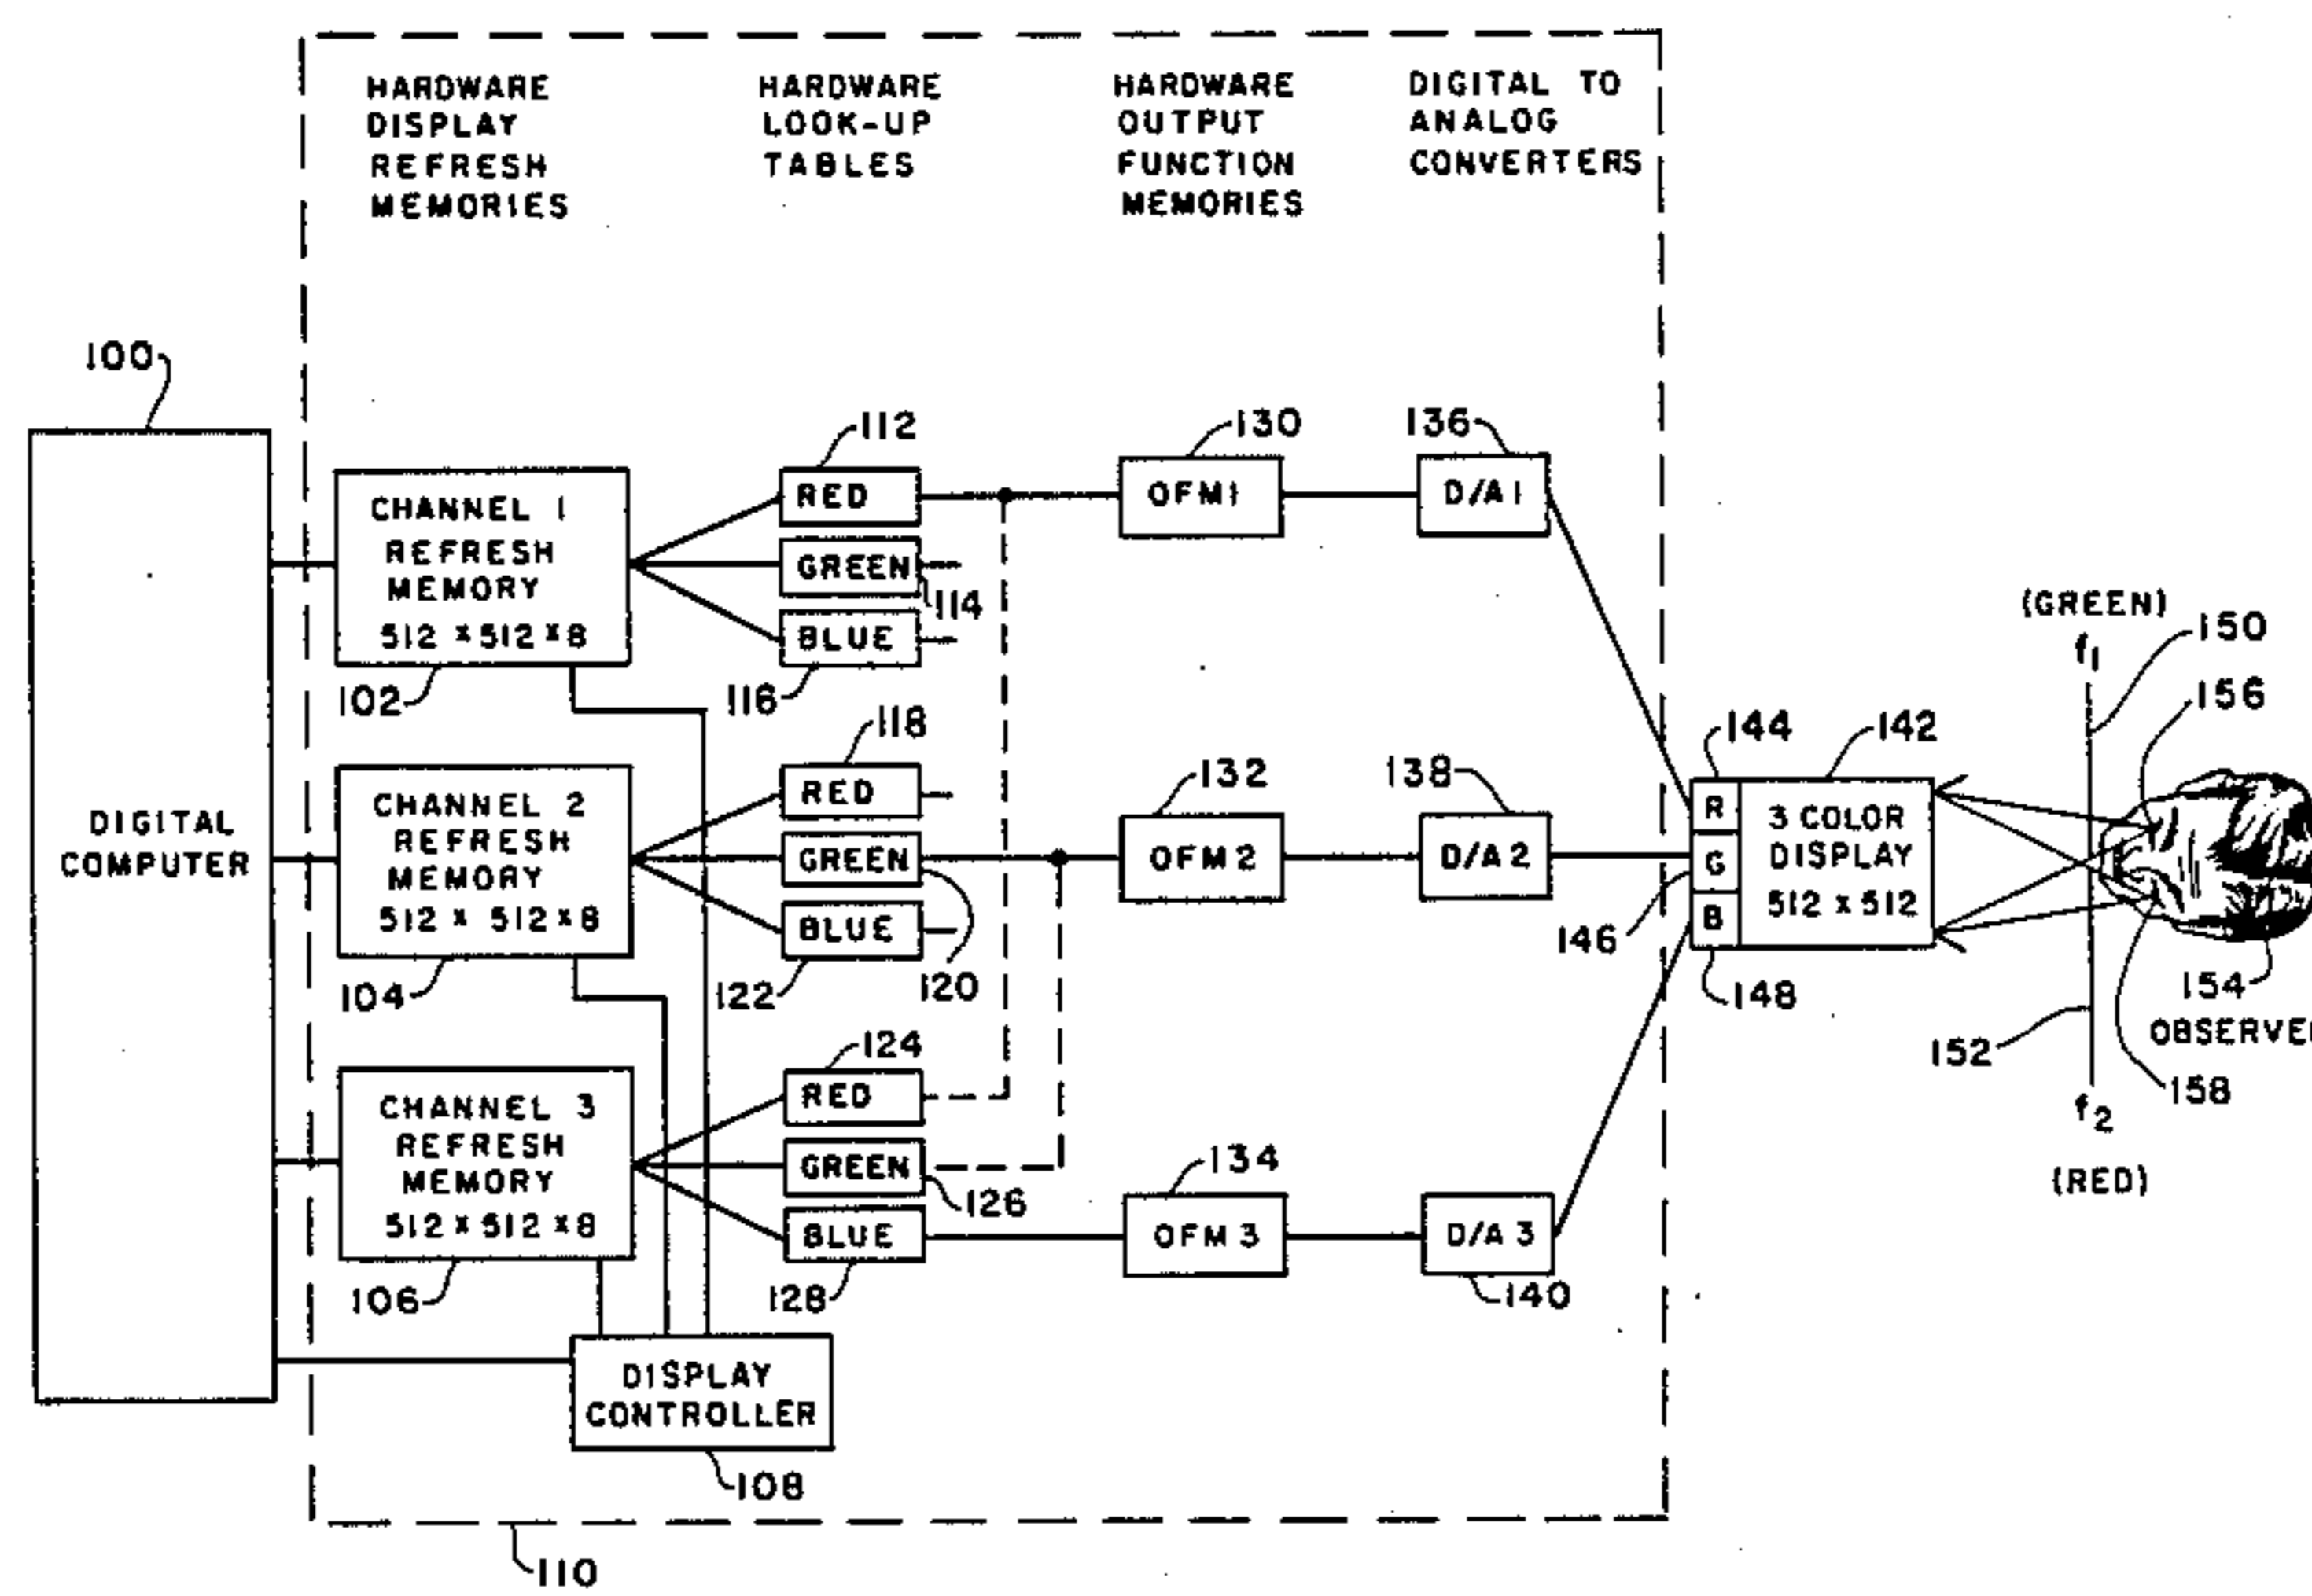 HARDWARE
DISPLAY
REFRESH
MEMORIES
HARDWARE
LOOK-UP
TABLES
HARDWARE
OUTPUT
FUNCTION
MEMORIES
DIGITAL TO
ANALOG
CONVERTERS
100
DIGITAL
COMPUTER
CHANNEL 1
REFRESH
MEMORY
512 x 512 x 8
102
112
RED
GREEN
114
BLUE
116
130
OFM1
136
D/A1
CHANNEL 2
REFRESH
MEMORY
512 x 512 x 8
104
118
RED
GREEN
BLUE
122
120
132
OFM2
138
D/A2
CHANNEL 3
REFRESH
MEMORY
512 x 512 x 8
106
124
RED
GREEN
126
BLUE
128
134
OFM3
D/A3
140
DISPLAY
CONTROLLER
108
110
144
142
R
G
B
3 COLOR
DISPLAY
512 x 512
146
148
(GREEN)
f1
150
156
154
OBSERVE
152
158
f2
(RED)